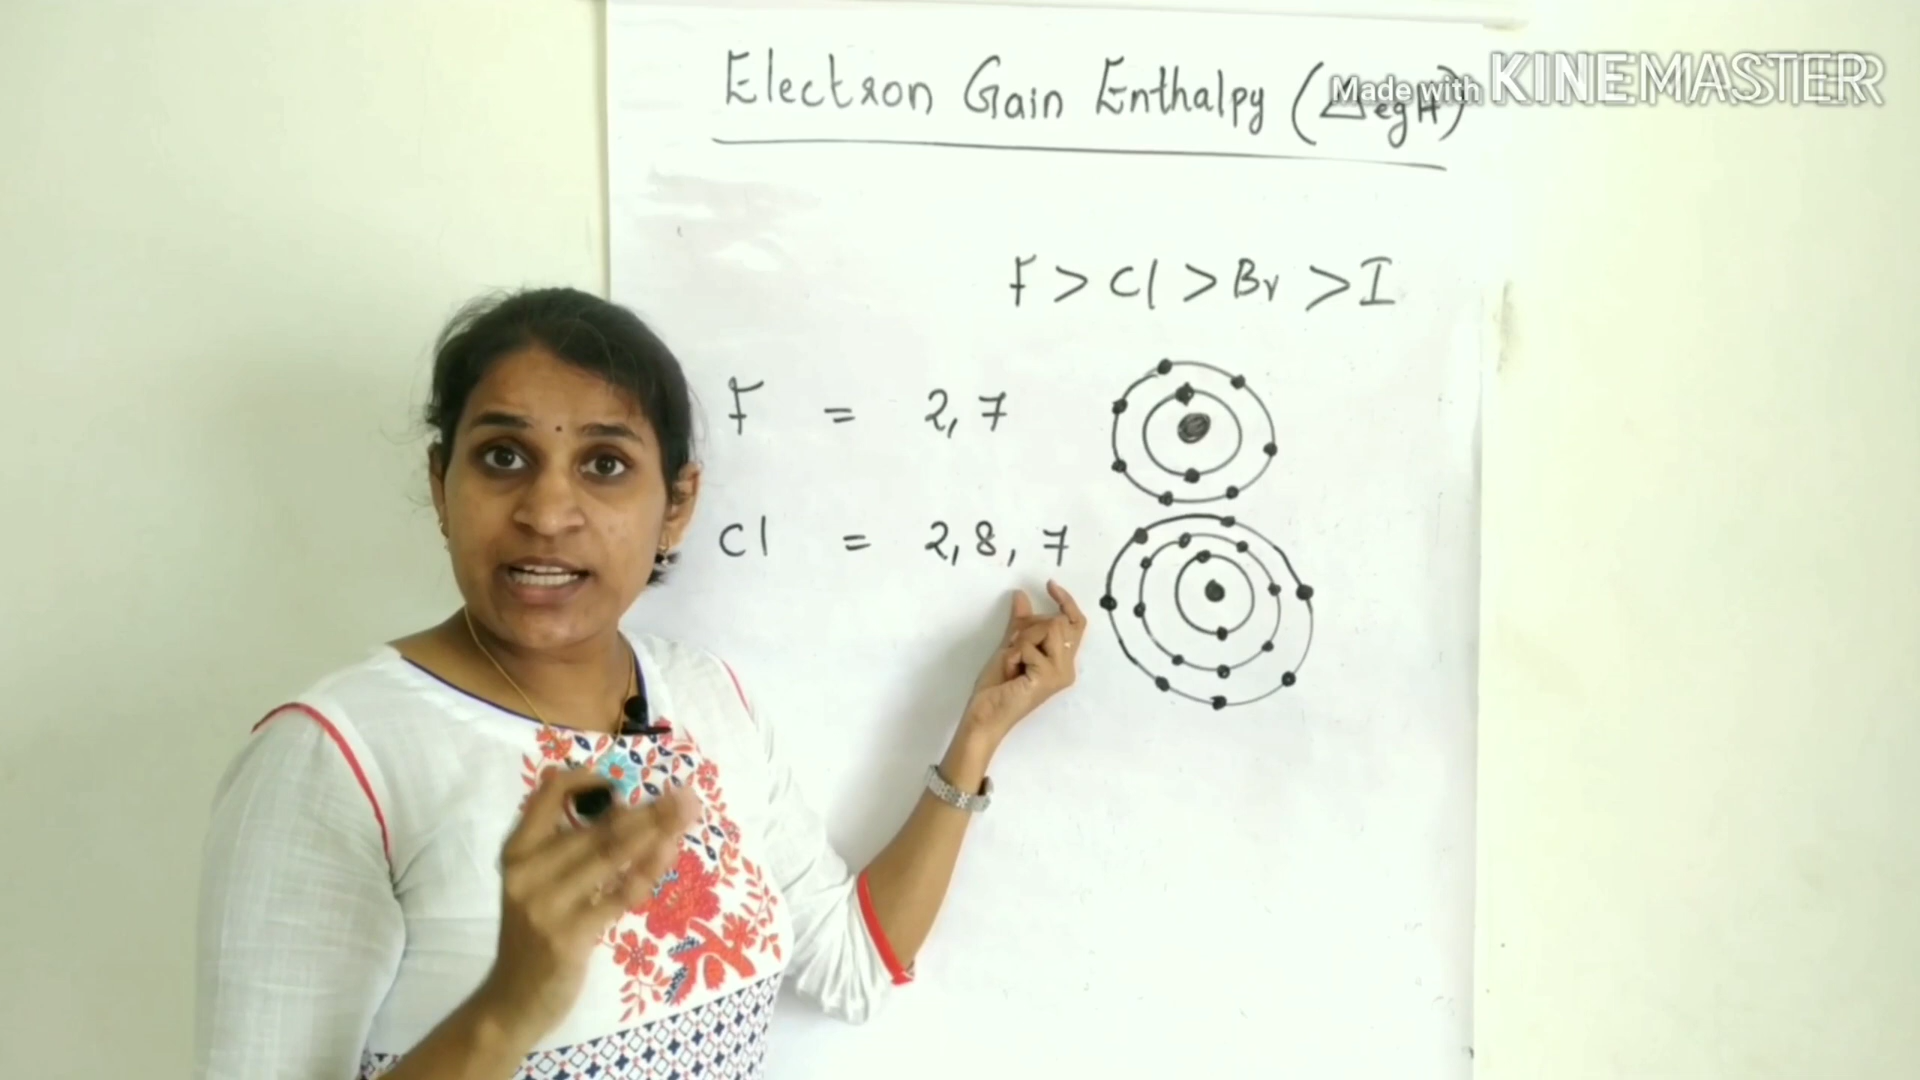 Electron Gain Enthalpy (ΔegH)
Made with KINEMASTER
F > Cl > Br > I
F = 2, 7
Cl = 2, 8, 7